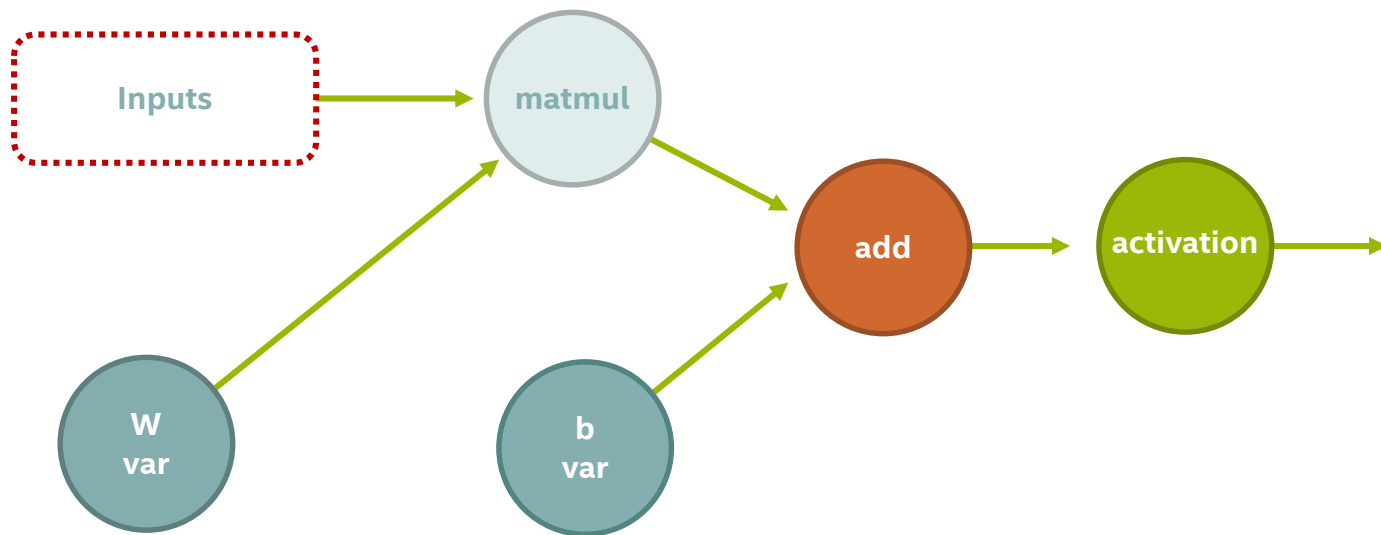 Inputs
matmul
add
activation
W
var
b
var